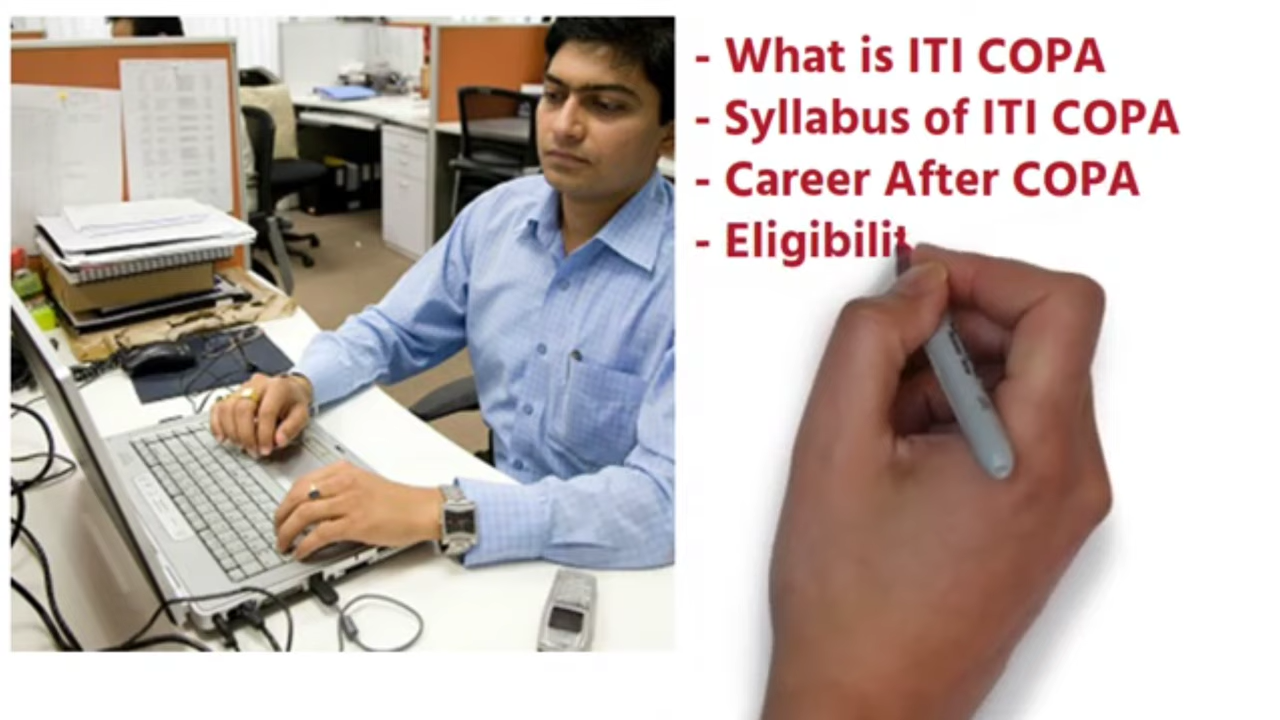 - What is ITI COPA
- Syllabus of ITI COPA
- Career After COPA
- Eligibilit